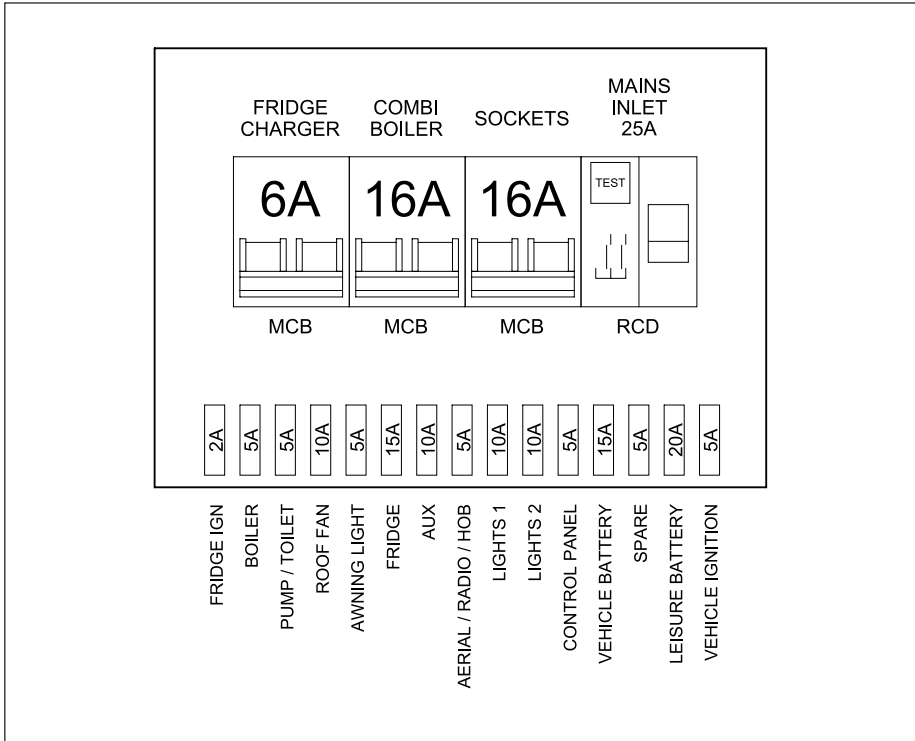 FRIDGE
CHARGER
COMBI
BOILER
SOCKETS
MAINS
INLET
25A
6A
16A
16A
TEST
MCB
MCB
MCB
RCD
2A
5A
5A
10A
5A
15A
10A
5A
10A
10A
5A
15A
5A
20A
5A
FRIDGE IGN
BOILER
PUMP / TOILET
ROOF FAN
AWNING LIGHT
FRIDGE
AUX
AERIAL / RADIO / HOB
LIGHTS 1
LIGHTS 2
CONTROL PANEL
VEHICLE BATTERY
SPARE
LEISURE BATTERY
VEHICLE IGNITION